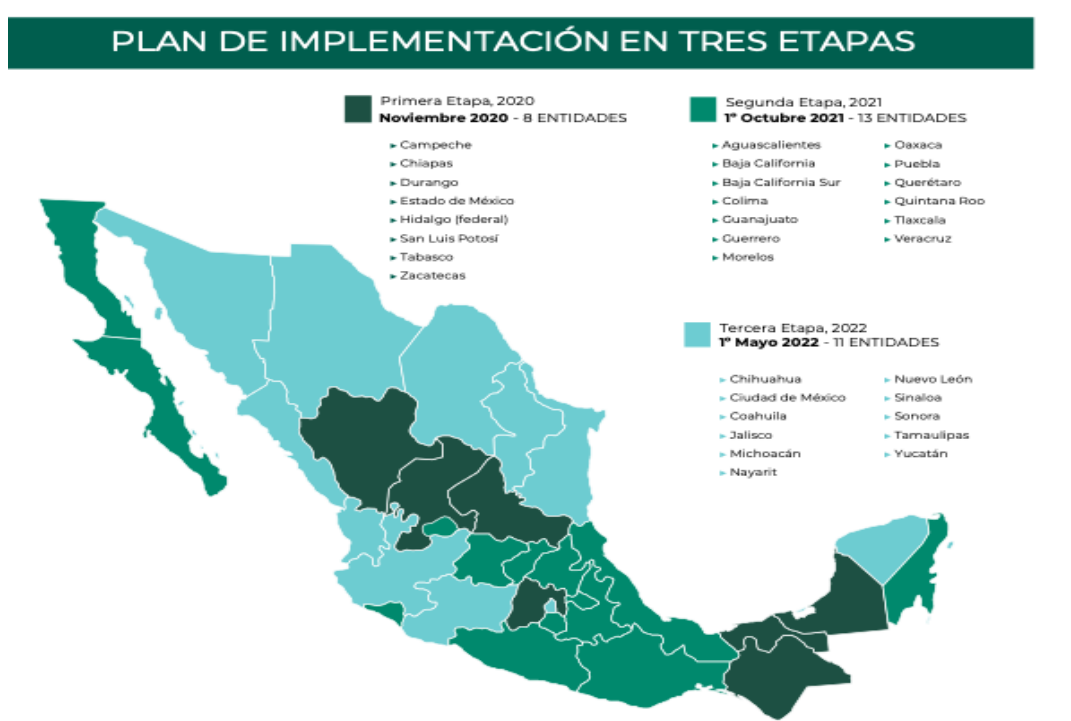 PLAN DE IMPLEMENTACIÓN EN TRES ETAPAS
Primera Etapa, 2020
Noviembre 2020 - 8 ENTIDADES
Campeche
Chiapas
Durango
Estado de México
Hidalgo (federal)
San Luis Potosí
Tabasco
Zacatecas
Segunda Etapa, 2021
1º Octubre 2021 - 13 ENTIDADES
Aguascalientes
Baja California
Baja California Sur
Colima
Guanajuato
Guerrero
Morelos
Oaxaca
Puebla
Querétaro
Quintana Roo
Tlaxcala
Veracruz
Tercera Etapa, 2022
1º Mayo 2022 - 11 ENTIDADES
Chihuahua
Ciudad de México
Coahuila
Jalisco
Michoacán
Nayarit
Nuevo León
Sinaloa
Sonora
Tamaulipas
Yucatán